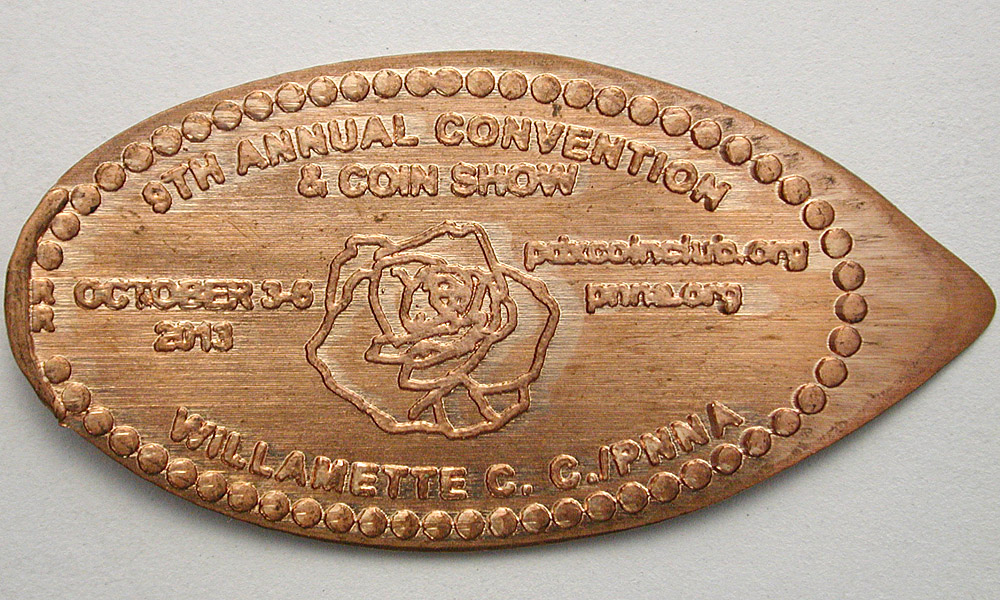 9TH ANNUAL CONVENTION
& COIN SHOW
pdxcoinclub.org
pnna.org
R
R
OCTOBER 3-6
2013
WILLAMETTE C. C./PNNA